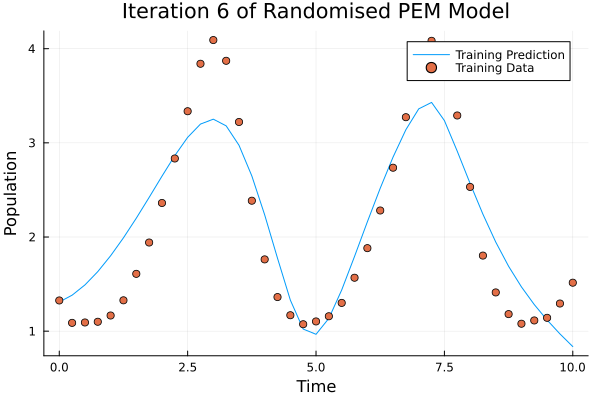 Iteration 6 of Randomised PEM Model
Training Prediction
Training Data
Population
4
3
2
1
0.0 2.5 5.0 7.5 10.0
Time